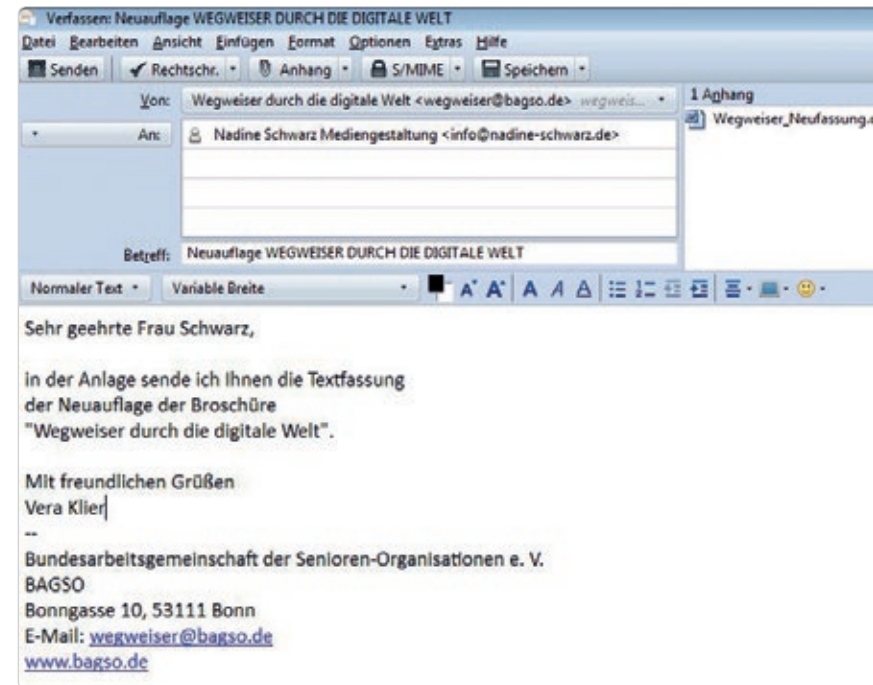 Verfassen: Neuauflage WEGWEISER DURCH DIE DIGITALE WELT
Datei Bearbeiten Ansicht Einfügen Format Optionen Extras Hilfe
Senden Rechtschr. Anhang S/MIME Speichern
Von: Wegweiser durch die digitale Welt <wegweiser@bagso.de> wegweis...
1 Anhang
An: Nadine Schwarz Mediengestaltung <info@nadine-schwarz.de>
Wegweiser_Neufassung.
Betreff: Neuauflage WEGWEISER DURCH DIE DIGITALE WELT
Normaler Text Variable Breite
Sehr geehrte Frau Schwarz,
in der Anlage sende ich Ihnen die Textfassung
der Neuauflage der Broschüre
"Wegweiser durch die digitale Welt".
Mit freundlichen Grüßen
Vera Klier
--
Bundesarbeitsgemeinschaft der Senioren-Organisationen e. V.
BAGSO
Bonngasse 10, 53111 Bonn
E-Mail: wegweiser@bagso.de
www.bagso.de